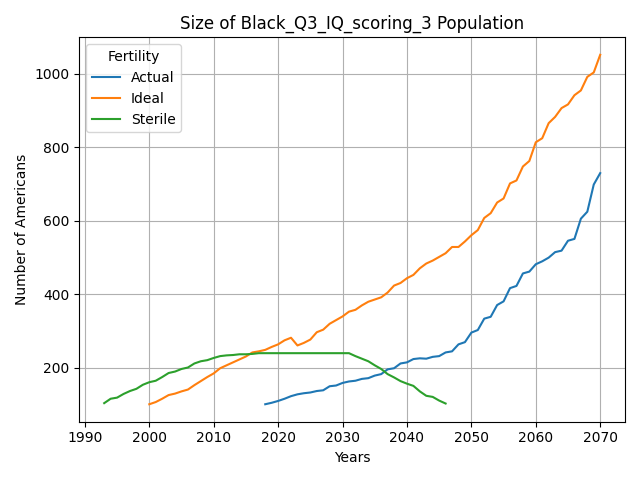 Size of Black_Q3_IQ_scoring_3 Population
Fertility
Actual
Ideal
Sterile
Number of Americans
1000
800
600
400
200
1990 2000 2010 2020 2030 2040 2050 2060 2070
Years